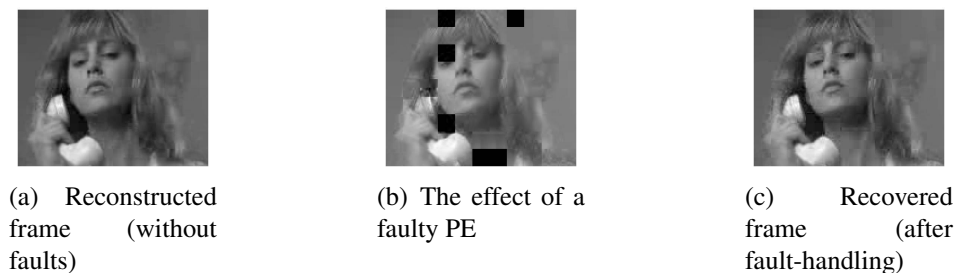 (a) Reconstructed
frame (without
faults)
(b) The effect of a
faulty PE
(c) Recovered
frame (after
fault-handling)